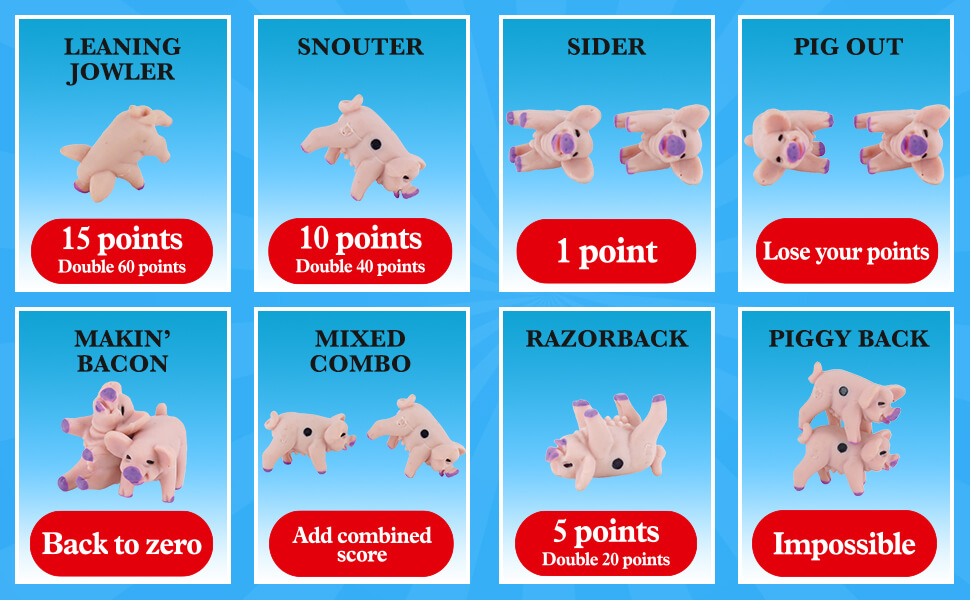 LEANING
JOWLER
15 points
Double 60 points
SNOUTER
10 points
Double 40 points
SIDER
1 point
PIG OUT
Lose your points
MAKIN’
BACON
Back to zero
MIXED
COMBO
Add combined
score
RAZORBACK
5 points
Double 20 points
PIGGY BACK
Impossible